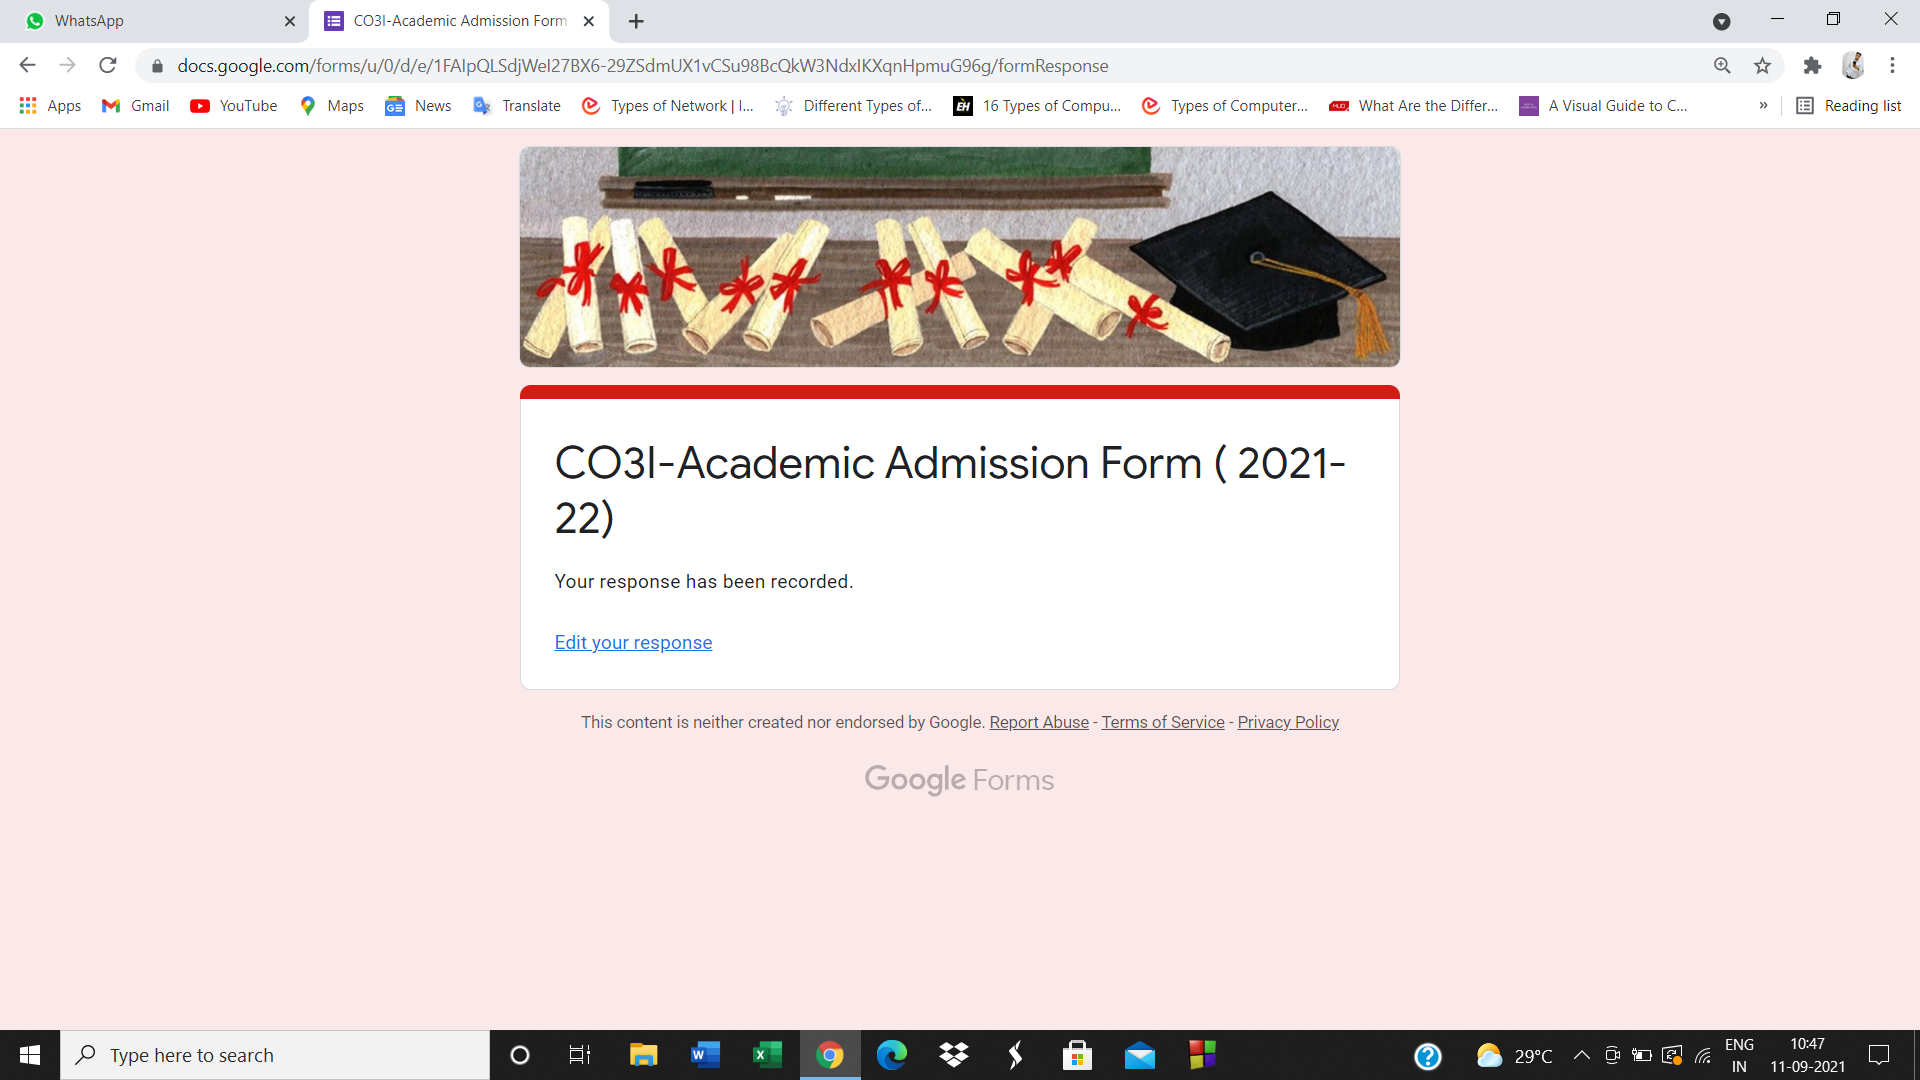 WhatsApp
CO3I-Academic Admission Form
docs.google.com/forms/u/0/d/e/1FAIpQLSdjWeI27BX6-29ZSdmUX1vCSu98BcQkW3NdxIKXqnHpmuG96g/formResponse
Apps Gmail YouTube Maps News Translate Types of Network | I... Different Types of... 16 Types of Compu... Types of Computer... What Are the Differ... A Visual Guide to C... » Reading list
CO3I-Academic Admission Form ( 2021-
22)
Your response has been recorded.
Edit your response
This content is neither created nor endorsed by Google. Report Abuse - Terms of Service - Privacy Policy
Google Forms
Type here to search
29°C
ENG
IN
10:47
11-09-2021